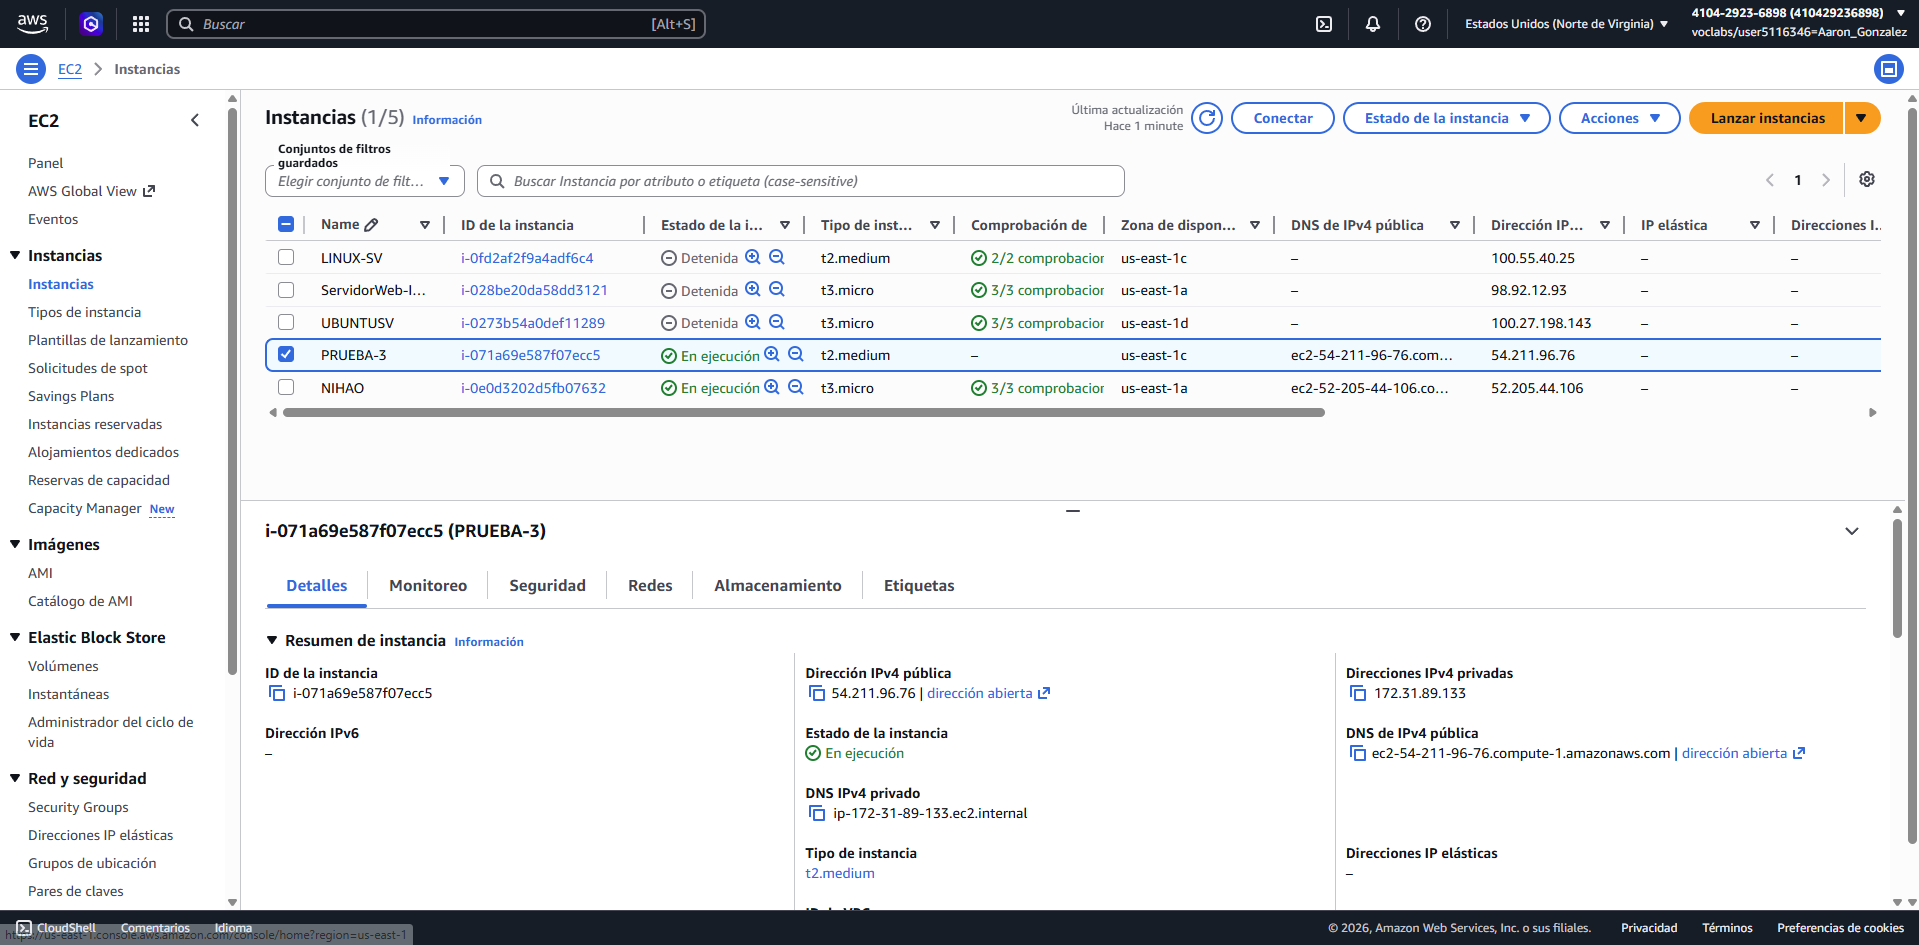 aws
Buscar
[Alt+S]
Estados Unidos (Norte de Virginia)
4104-2923-6898 (410429236898)
voclabs/user5116346=Aaron_Gonzalez
EC2
Instancias
EC2
Panel
AWS Global View
Eventos
Instancias
Instancias
Tipos de instancia
Plantillas de lanzamiento
Solicitudes de spot
Savings Plans
Instancias reservadas
Alojamientos dedicados
Reservas de capacidad
Capacity Manager New
Imágenes
AMI
Catálogo de AMI
Elastic Block Store
Volúmenes
Instantáneas
Administrador del ciclo de
vida
Red y seguridad
Security Groups
Direcciones IP elásticas
Grupos de ubicación
Pares de claves
Instancias (1/5) Información
Última actualización
Hace 1 minute
Conectar
Estado de la instancia
Acciones
Lanzar instancias
Conjuntos de filtros
guardados
Elegir conjunto de filt...
Buscar Instancia por atributo o etiqueta (case-sensitive)
1
Name ID de la instancia Estado de la i... Tipo de inst... Comprobación de Zona de dispon... DNS de IPv4 pública Dirección IP... IP elástica Direcciones I...
LINUX-SV i-0fd2af2f9a4adf6c4 Detenida t2.medium 2/2 comprobacior us-east-1c – 100.55.40.25 – –
ServidorWeb-I... i-028be20da58dd3121 Detenida t3.micro 3/3 comprobacior us-east-1a – 98.92.12.93 – –
UBUNTUSV i-0273b54a0def11289 Detenida t3.micro 3/3 comprobacior us-east-1d – 100.27.198.143 – –
PRUEBA-3 i-071a69e587f07ecc5 En ejecución t2.medium – us-east-1c ec2-54-211-96-76.com... 54.211.96.76 – –
NIHAO i-0e0d3202d5fb07632 En ejecución t3.micro 3/3 comprobacior us-east-1a ec2-52-205-44-106.co... 52.205.44.106 – –
i-071a69e587f07ecc5 (PRUEBA-3)
Detalles Monitoreo Seguridad Redes Almacenamiento Etiquetas
Resumen de instancia Información
ID de la instancia
i-071a69e587f07ecc5
Dirección IPv6
–
Dirección IPv4 pública
54.211.96.76 | dirección abierta
Estado de la instancia
En ejecución
DNS IPv4 privado
ip-172-31-89-133.ec2.internal
Tipo de instancia
t2.medium
Direcciones IPv4 privadas
172.31.89.133
DNS de IPv4 pública
ec2-54-211-96-76.compute-1.amazonaws.com | dirección abierta
Direcciones IP elásticas
–
CloudShell Comentarios Idioma
https://us-east-1.console.aws.amazon.com/console/home?region=us-east-1
© 2026, Amazon Web Services, Inc. o sus filiales. Privacidad Términos Preferencias de cookies